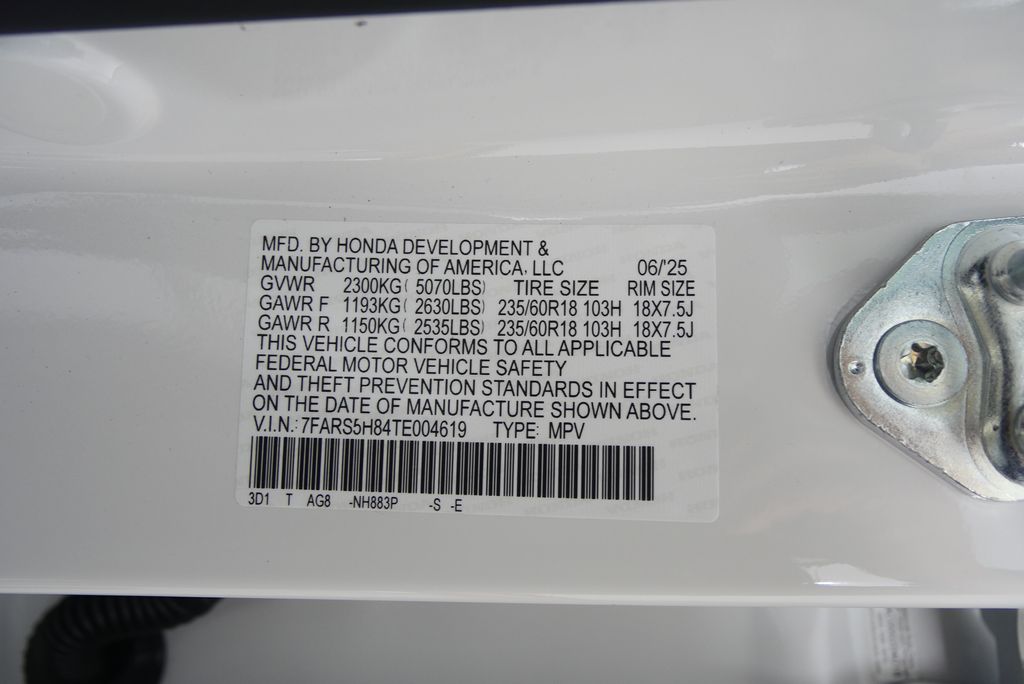 MFD. BY HONDA DEVELOPMENT &
MANUFACTURING OF AMERICA, LLC 06/'25
GVWR 2300KG( 5070LBS) TIRE SIZE RIM SIZE
GAWR F 1193KG( 2630LBS) 235/60R18 103H 18X7.5J
GAWR R 1150KG( 2535LBS) 235/60R18 103H 18X7.5J
THIS VEHICLE CONFORMS TO ALL APPLICABLE
FEDERAL MOTOR VEHICLE SAFETY
AND THEFT PREVENTION STANDARDS IN EFFECT
ON THE DATE OF MANUFACTURE SHOWN ABOVE.
V.I.N.: 7FARS5H84TE004619 TYPE: MPV
3D1 T AG8 -NH883P -S -E